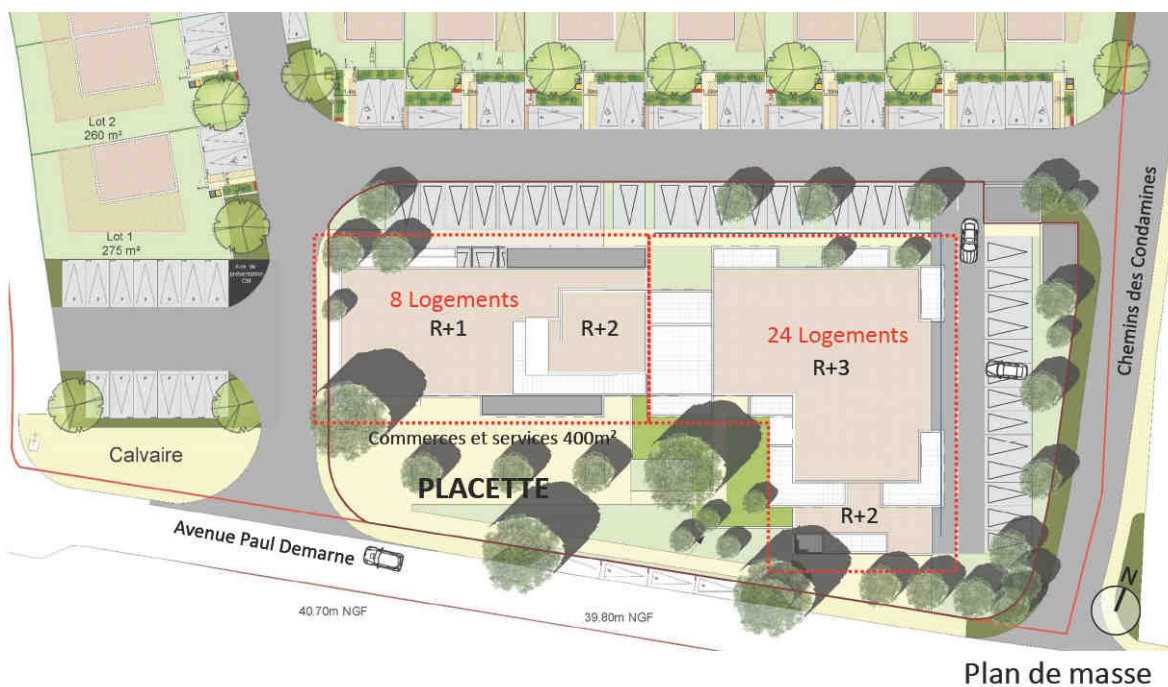 Lot 2
260 m²
Lot 1
275 m²
8 Logements
R+1
R+2
24 Logements
R+3
Chemins des Condamines
Commerces et services 400m²
Calvaire
PLACETTE
R+2
Avenue Paul Demarne
40.70m NGF
39.80m NGF
N
Plan de masse